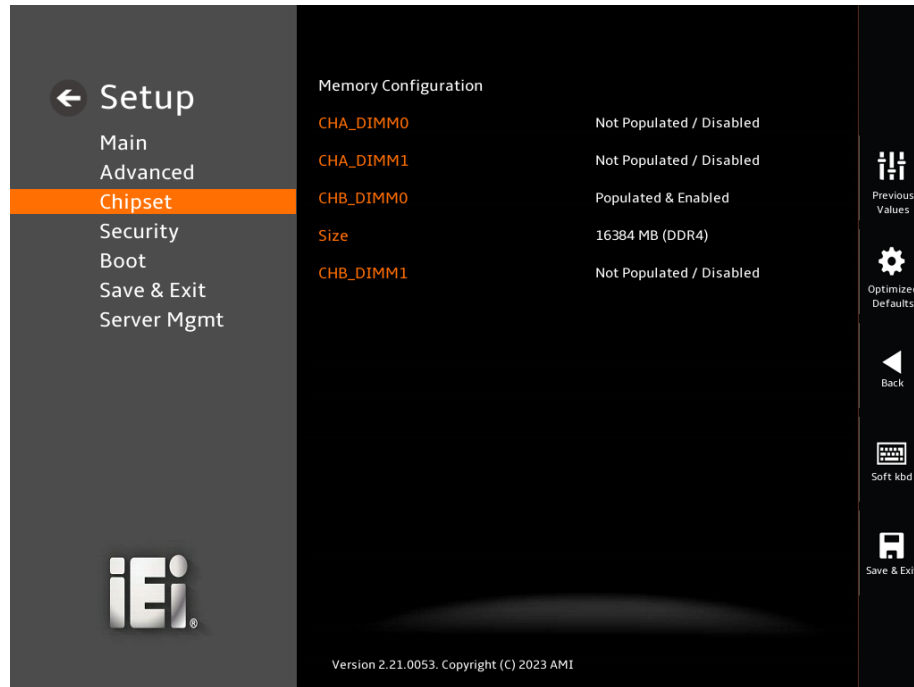 Setup
Main
Advanced
Chipset
Security
Boot
Save & Exit
Server Mgmt
iEi®
Memory Configuration
CHA_DIMM0 Not Populated / Disabled
CHA_DIMM1 Not Populated / Disabled
CHB_DIMM0 Populated & Enabled
Size 16384 MB (DDR4)
CHB_DIMM1 Not Populated / Disabled
Version 2.21.0053. Copyright (C) 2023 AMI
Previous
Values
Optimized
Defaults
Back
Soft kbd
Save & Exi